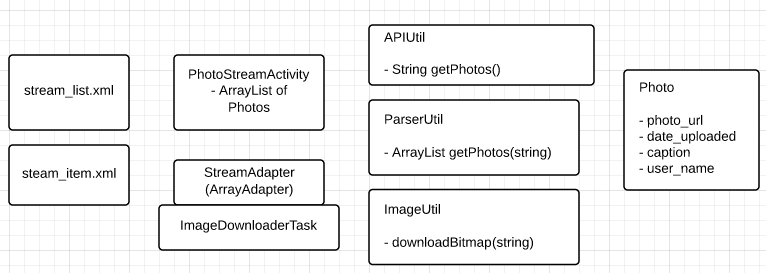 stream_list.xml
steam_item.xml
PhotoStreamActivity
- ArrayList of
Photos
StreamAdapter
(ArrayAdapter)
ImageDownloaderTask
APIUtil
- String getPhotos()
ParserUtil
- ArrayList getPhotos(string)
ImageUtil
- downloadBitmap(string)
Photo
- photo_url
- date_uploaded
- caption
- user_name